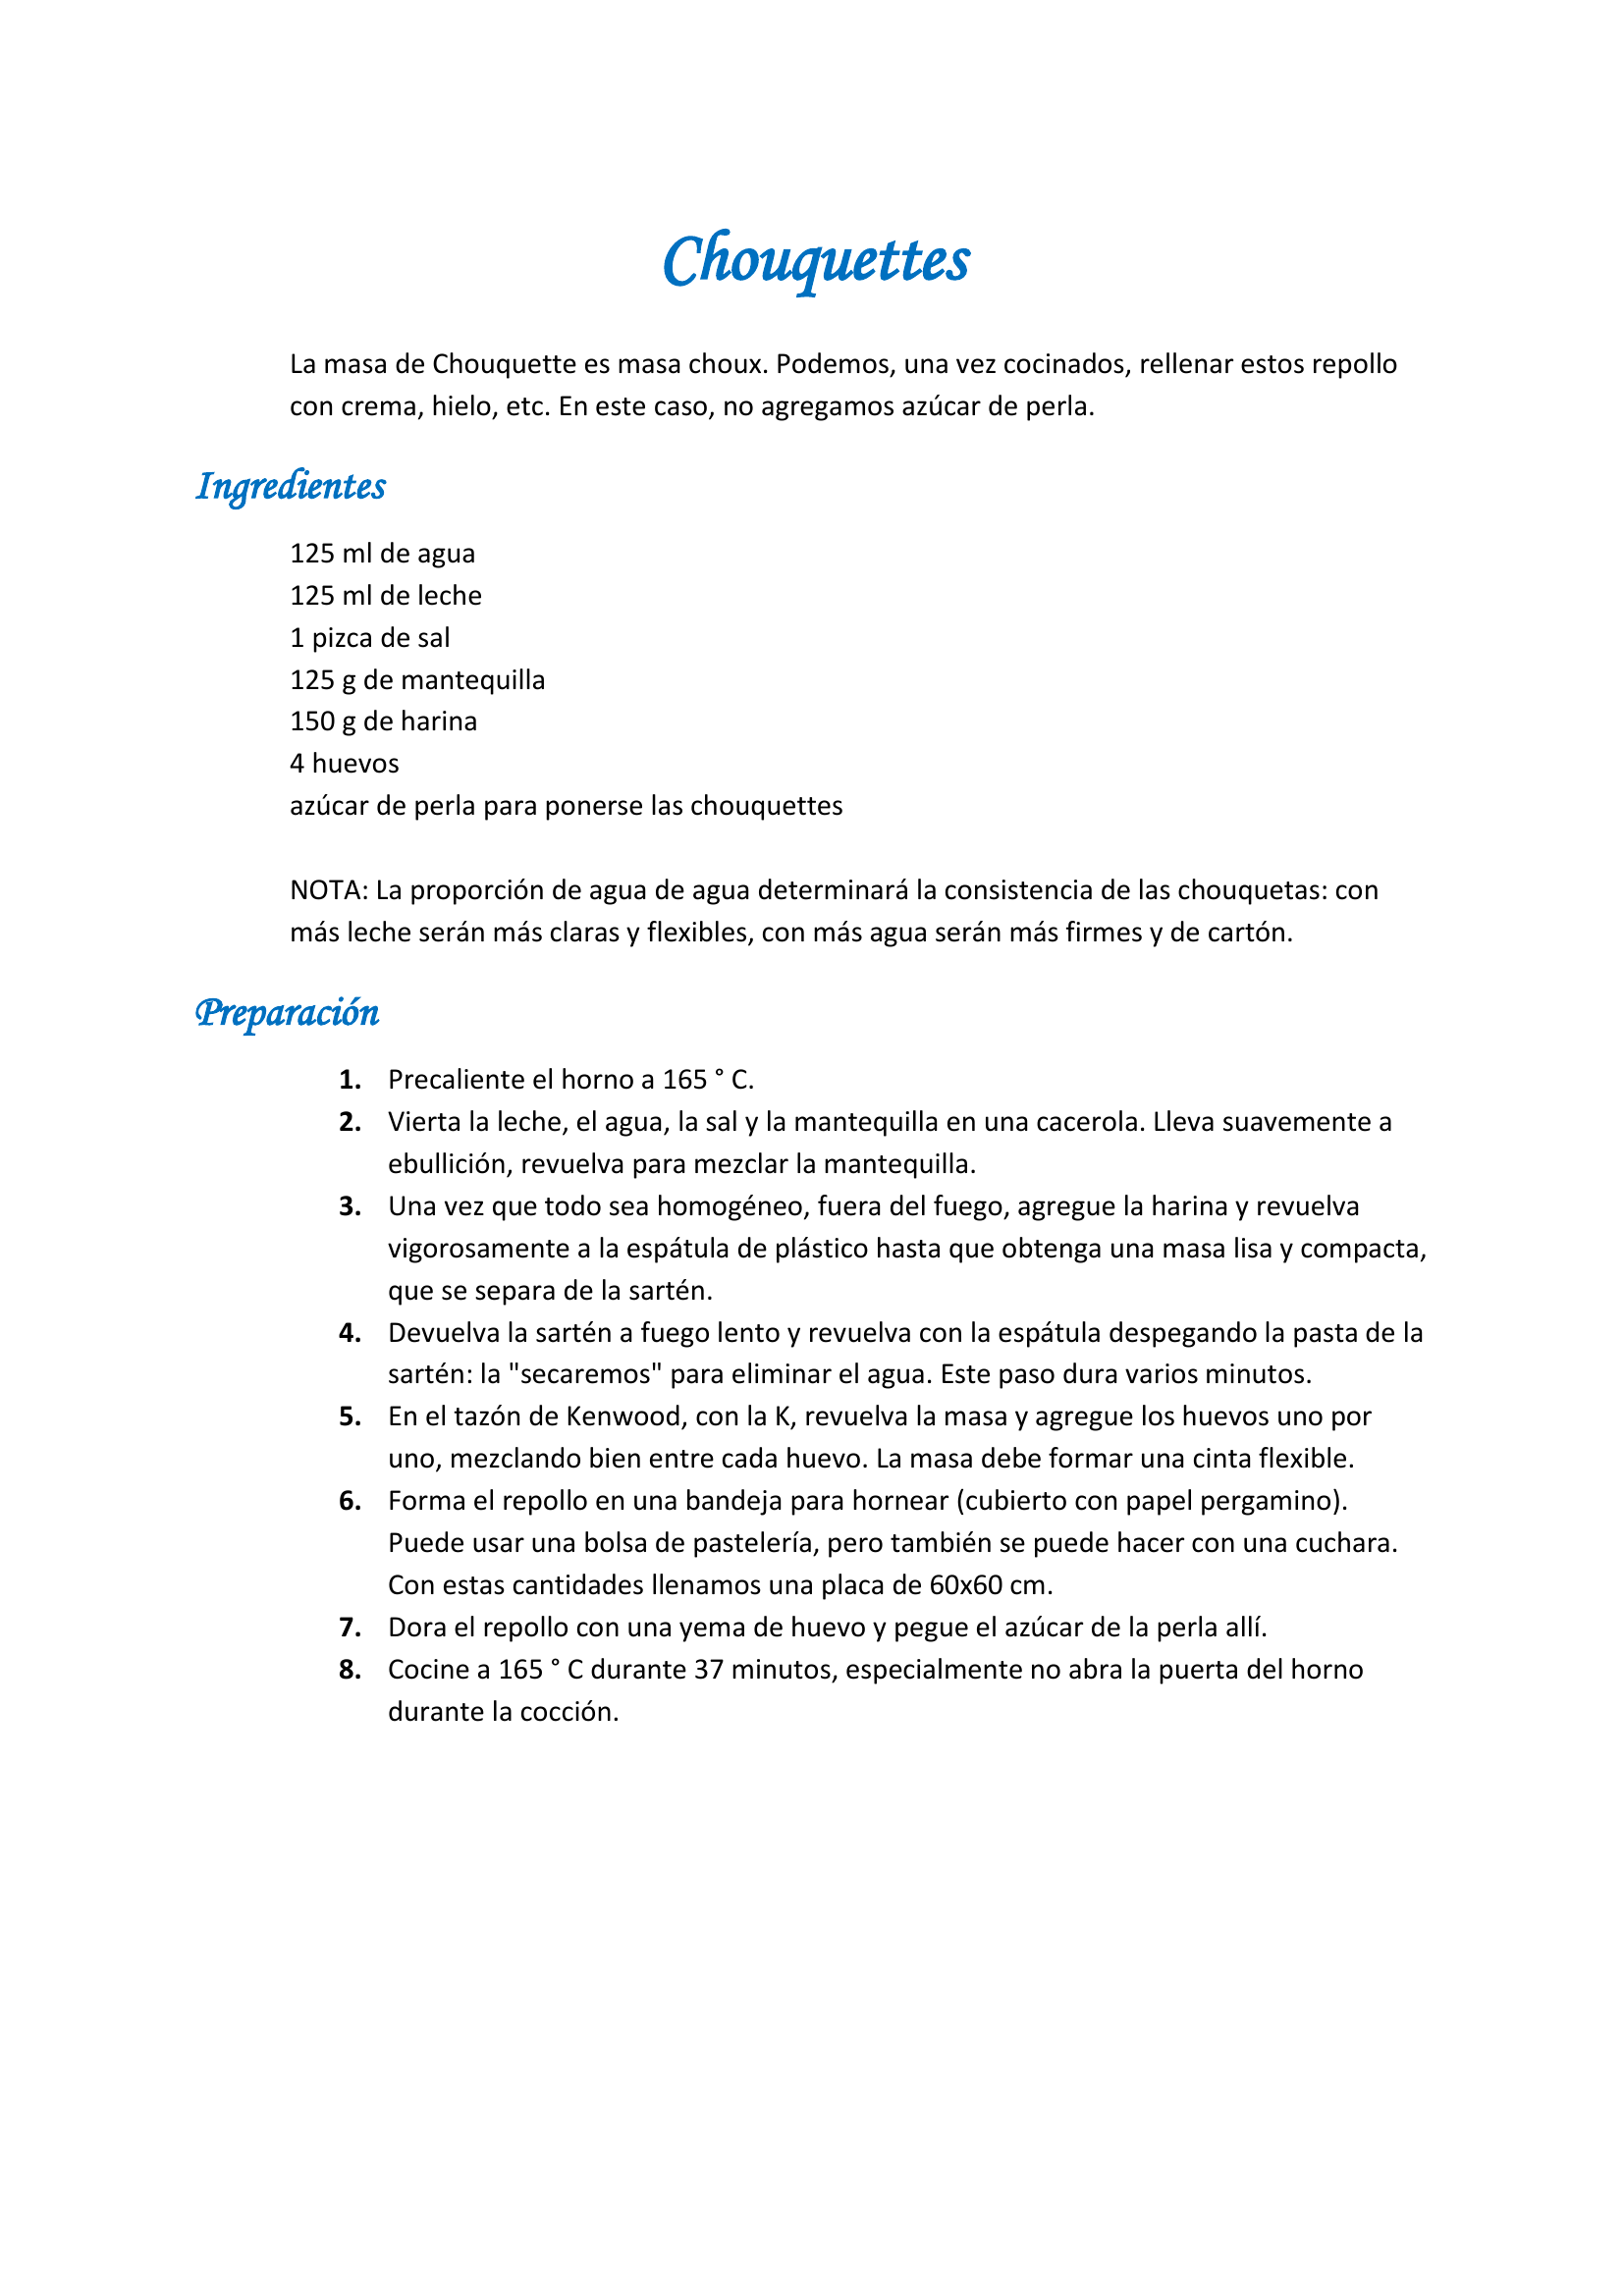 Chouquettes
La masa de Chouquette es masa choux. Podemos, una vez cocinados, rellenar estos repollo
con crema, hielo, etc. En este caso, no agregamos azúcar de perla.
Ingredientes
125 ml de agua
125 ml de leche
1 pizca de sal
125 g de mantequilla
150 g de harina
4 huevos
azúcar de perla para ponerse las chouquettes
NOTA: La proporción de agua de agua determinará la consistencia de las chouquetas: con
más leche serán más claras y flexibles, con más agua serán más firmes y de cartón.
Preparación
1. Precaliente el horno a 165 ° C.
2. Vierta la leche, el agua, la sal y la mantequilla en una cacerola. Lleva suavemente a
ebullición, revuelva para mezclar la mantequilla.
3. Una vez que todo sea homogéneo, fuera del fuego, agregue la harina y revuelva
vigorosamente a la espátula de plástico hasta que obtenga una masa lisa y compacta,
que se separa de la sartén.
4. Devuelva la sartén a fuego lento y revuelva con la espátula despegando la pasta de la
sartén: la "secaremos" para eliminar el agua. Este paso dura varios minutos.
5. En el tazón de Kenwood, con la K, revuelva la masa y agregue los huevos uno por
uno, mezclando bien entre cada huevo. La masa debe formar una cinta flexible.
6. Forma el repollo en una bandeja para hornear (cubierto con papel pergamino).
Puede usar una bolsa de pastelería, pero también se puede hacer con una cuchara.
Con estas cantidades llenamos una placa de 60x60 cm.
7. Dora el repollo con una yema de huevo y pegue el azúcar de la perla allí.
8. Cocine a 165 ° C durante 37 minutos, especialmente no abra la puerta del horno
durante la cocción.